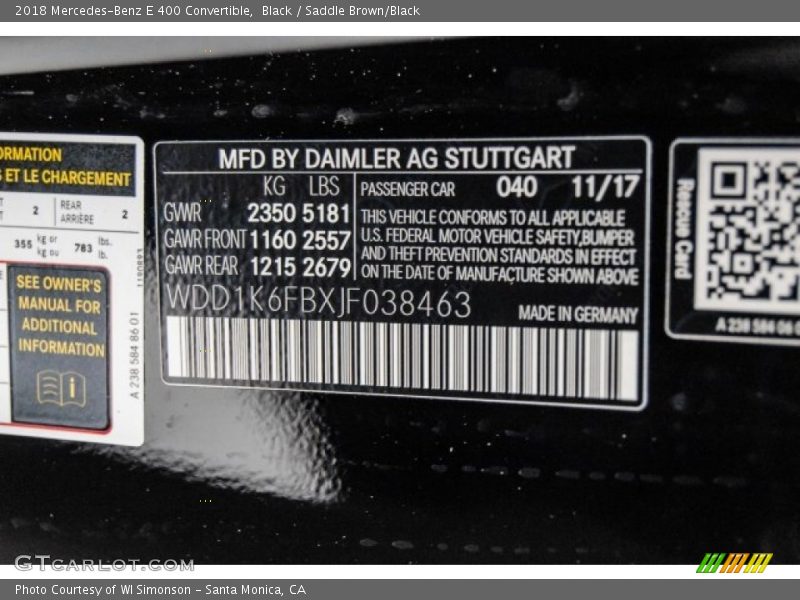 2018 Mercedes-Benz E 400 Convertible,  Black / Saddle Brown/Black
ORMATION
ET LE CHARGEMENT
2
REAR
ARRIÈRE
2
355 kg or
kg ou
783 lbs.
lb.
SEE OWNER'S
MANUAL FOR
ADDITIONAL
INFORMATION
A 238 584 86 01
MFD BY DAIMLER AG STUTTGART
KG LBS
GWR 2350 5181
GAWR FRONT 1160 2557
GAWR REAR 1215 2679
PASSENGER CAR 040 11/17
THIS VEHICLE CONFORMS TO ALL APPLICABLE
U.S. FEDERAL MOTOR VEHICLE SAFETY,BUMPER
AND THEFT PREVENTION STANDARDS IN EFFECT
ON THE DATE OF MANUFACTURE SHOWN ABOVE
WDD1K6FBXJF038463
MADE IN GERMANY
Rescue Card
A 238 584 06
GTCARLOT.COM
Photo Courtesy of WI Simonson - Santa Monica, CA